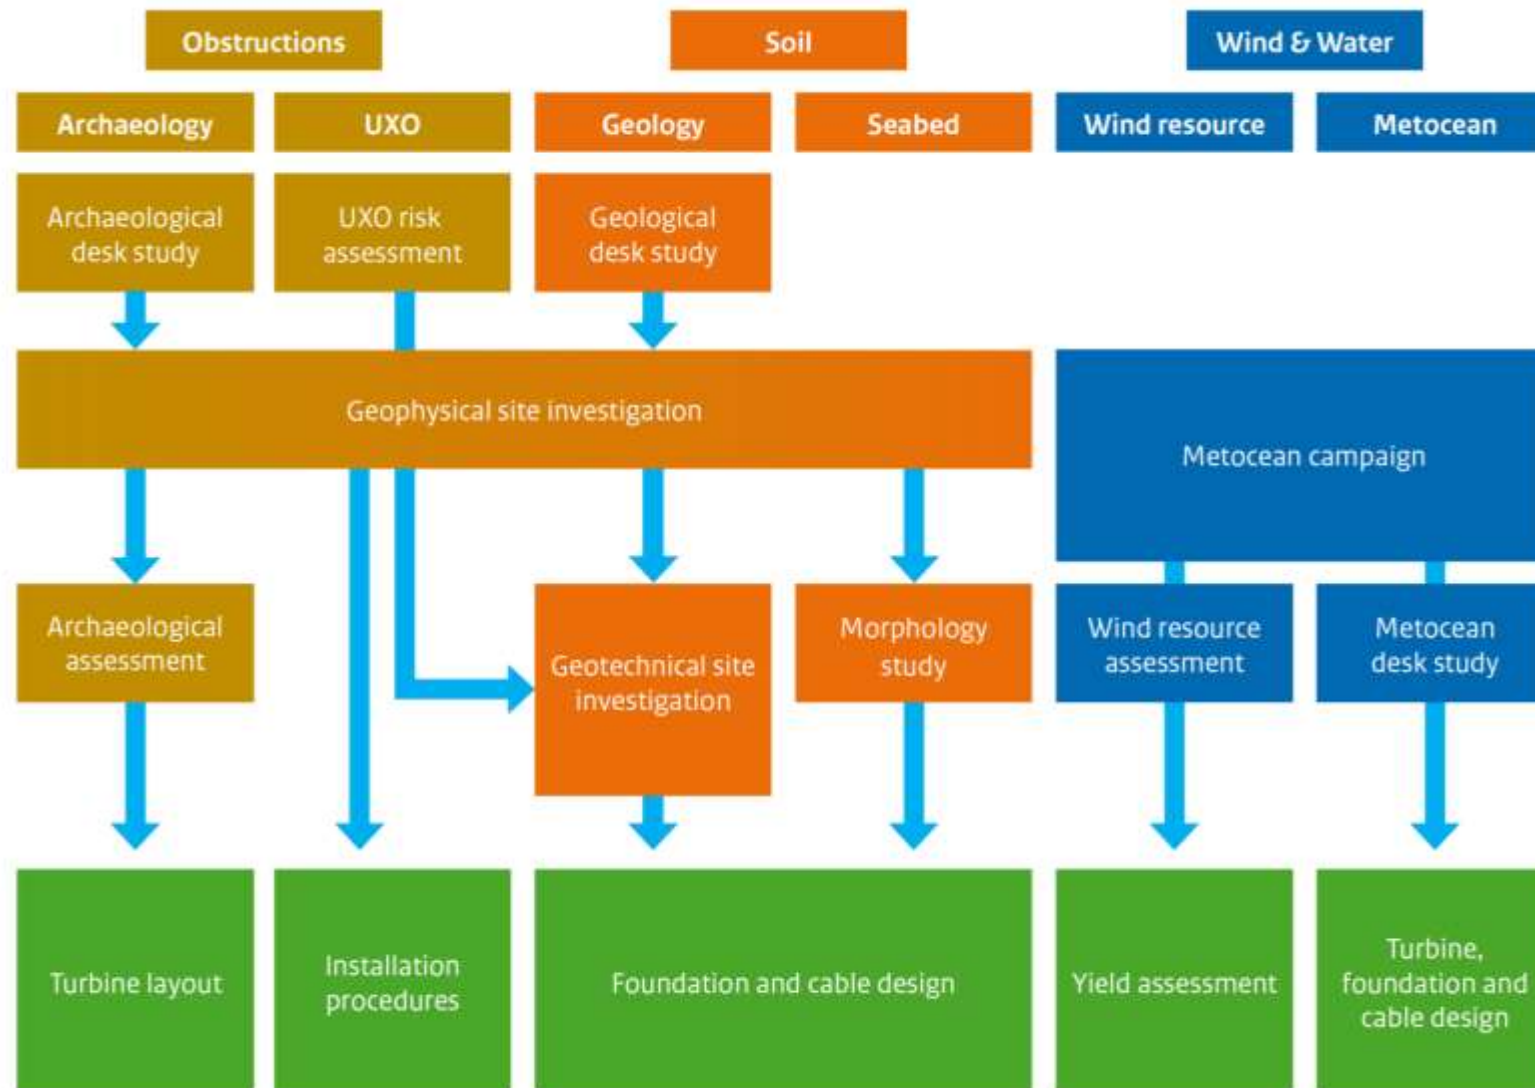 Obstructions
Soil
Wind & Water
Archaeology
UXO
Geology
Seabed
Wind resource
Metocean
Archaeological
desk study
UXO risk
assessment
Geological
desk study
Geophysical site investigation
Metocean campaign
Archaeological
assessment
Geotechnical site
investigation
Morphology
study
Wind resource
assessment
Metocean
desk study
Turbine layout
Installation
procedures
Foundation and cable design
Yield assessment
Turbine,
foundation and
cable design